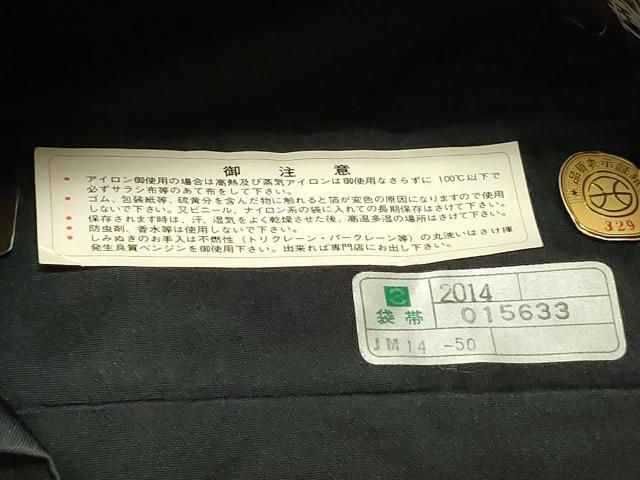 御注意
アイロン御使用の場合は高熱及び蒸気アイロンは御使用なさらずに100℃以下で
必ずサラシ布等のあて布をして下さい。
ゴム、包装紙等、硫黄分を含んだ物に触れると箔が変色の原因になりますので使用
しないで下さい。又ビニール、ナイロン系の袋に入れての長期保存はさけて下さい。
保存されます時は、汗、湿気をよく乾燥させた後、高温多湿の場所はさけて下さい。
防虫剤、香水等は使用しないで下さい。
しみぬきのお手入は不燃性（トリクレーン・パークレーン等）の丸洗いはさけ揮
発生良質ベンジンを御使用下さい。出来れば専門店にお出し下さい。
品質表示証
329
2014
袋帯 015633
JM14 -50